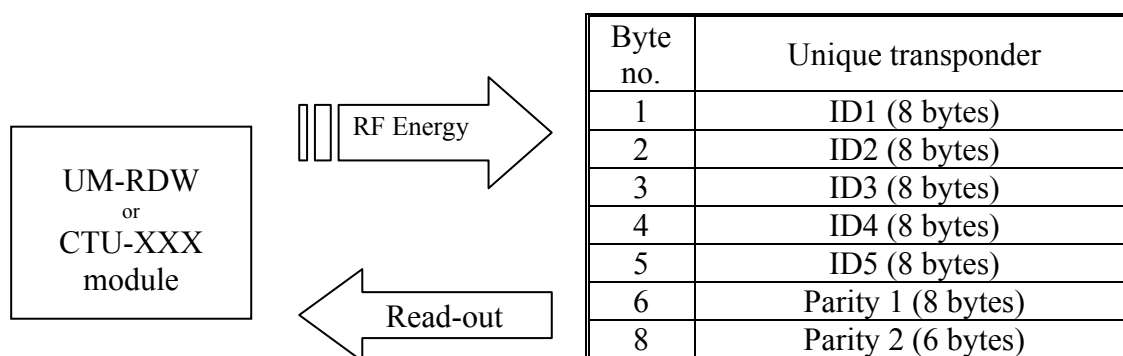 UM-RDW
or
CTU-XXX
module
RF Energy
Read-out
Byte no. Unique transponder
1 ID1 (8 bytes)
2 ID2 (8 bytes)
3 ID3 (8 bytes)
4 ID4 (8 bytes)
5 ID5 (8 bytes)
6 Parity 1 (8 bytes)
8 Parity 2 (6 bytes)